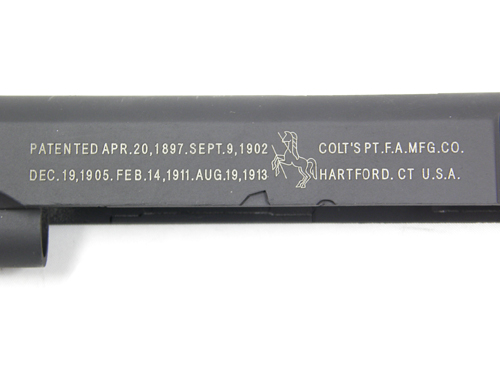 PATENTED APR.20,1897.SEPT.9,1902
DEC.19,1905.FEB.14,1911.AUG.19,1913
COLT'S PT.F.A.MFG.CO.
HARTFORD. CT U.S.A.